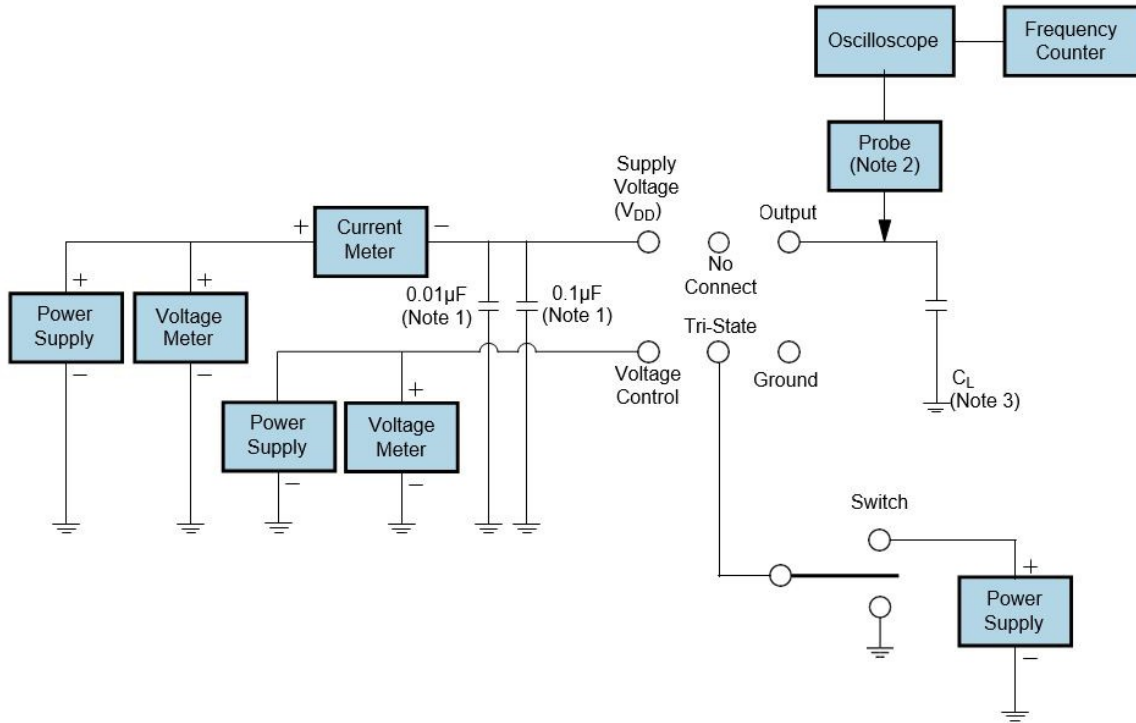 Oscilloscope
Frequency
Counter
Probe
(Note 2)
Supply
Voltage
(VDD)
Output
+
Current
Meter
−
No
Connect
+
Power
Supply
−
+
Voltage
Meter
−
0.01µF
(Note 1)
0.1µF
(Note 1)
Tri-State
Voltage
Control
Ground
CL
(Note 3)
Power
Supply
−
+
Voltage
Meter
−
Switch
+
Power
Supply
−